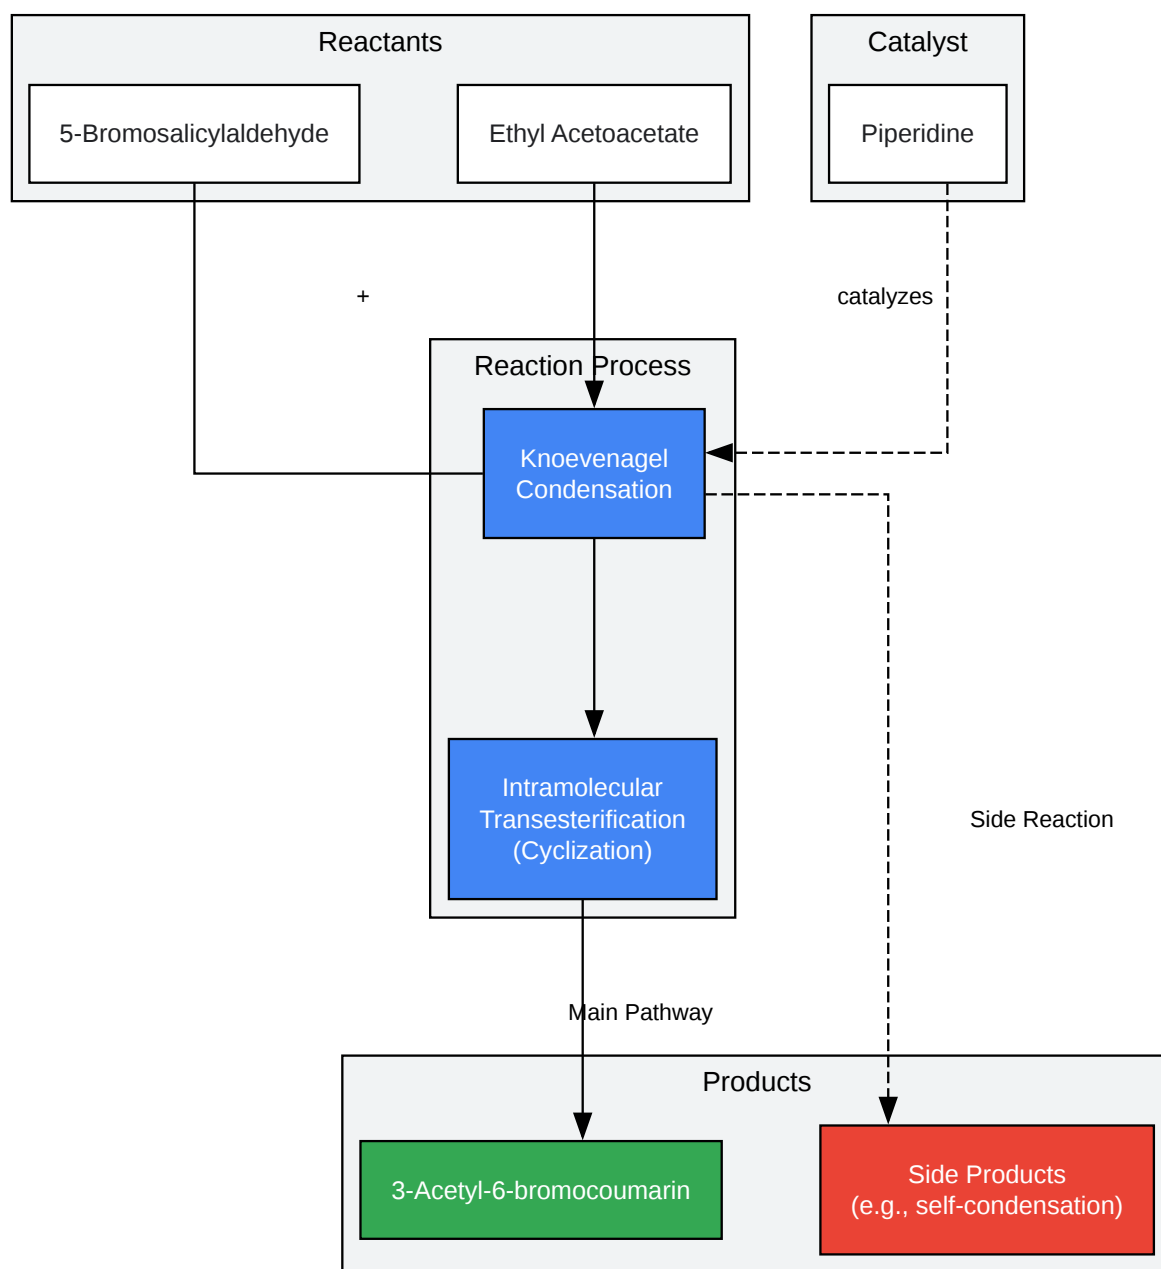 Reactants
Catalyst
5-Bromosalicylaldehyde
Ethyl Acetoacetate
Piperidine
+
catalyzes
Reaction Process
Knoevenagel
Condensation
Intramolecular
Transesterification
(Cyclization)
Side Reaction
Main Pathway
Products
3-Acetyl-6-bromocoumarin
Side Products
(e.g., self-condensation)